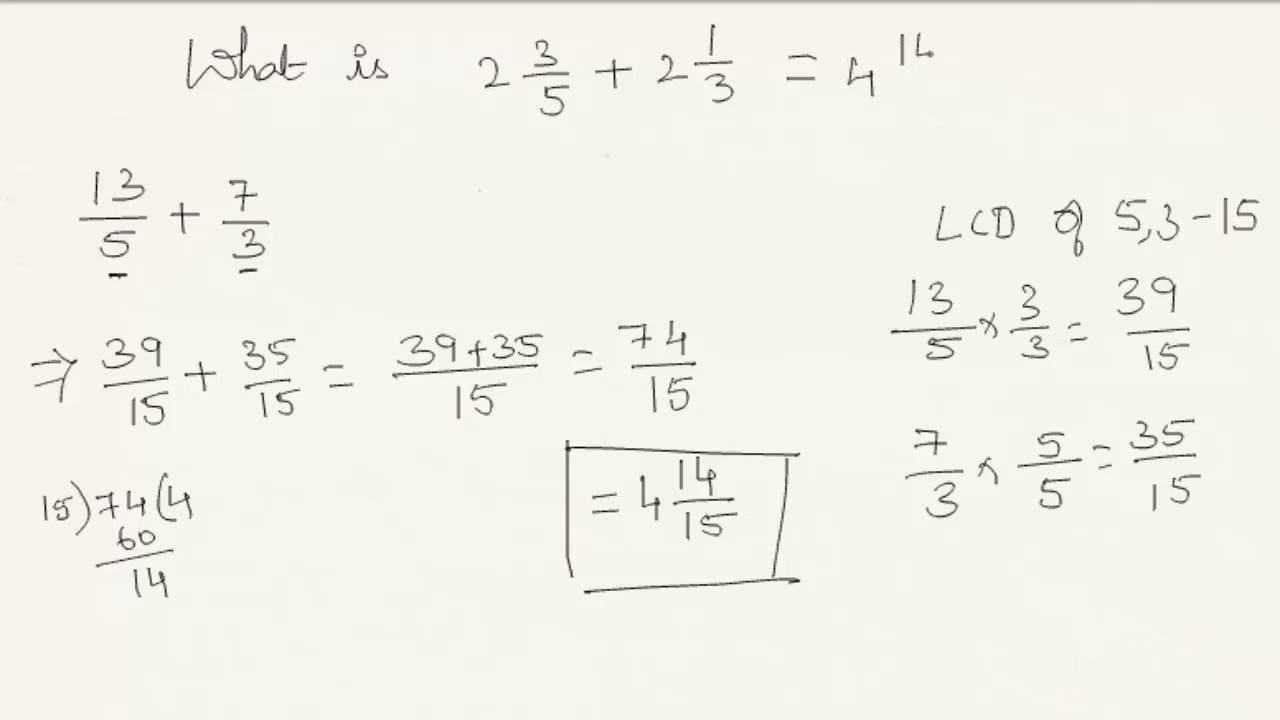 What is 2 3/5 + 2 1/3 = 4 14
13/5 + 7/3
LCD of 5,3 - 15
13/5 × 3/3 = 39/15
⇒ 39/15 + 35/15 = 39+35/15 = 74/15
7/3 × 5/5 = 35/15
= 4 14/15
15)74(4
60
14